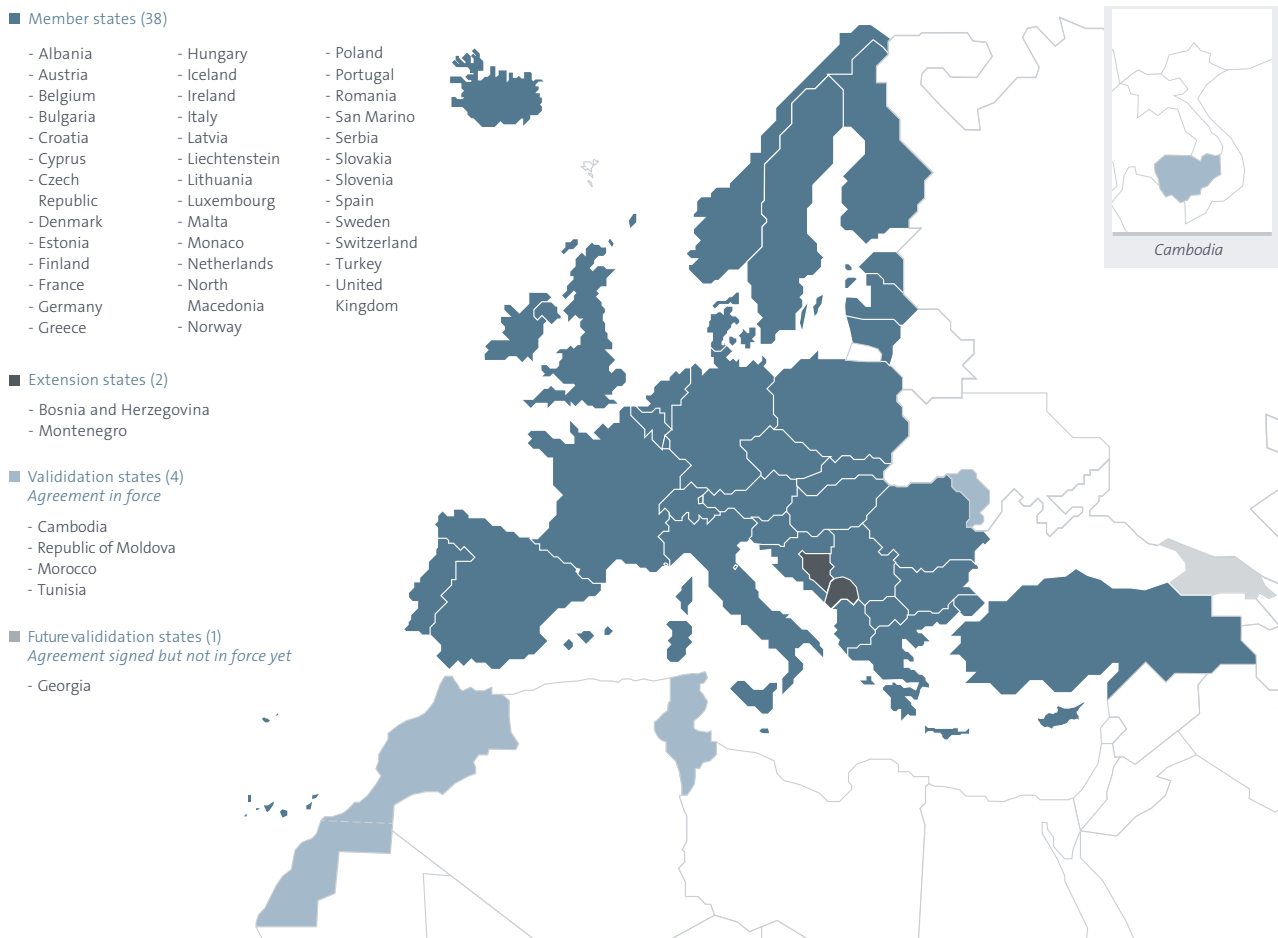 Member states (38)
- Albania
- Austria
- Belgium
- Bulgaria
- Croatia
- Cyprus
- Czech
Republic
- Denmark
- Estonia
- Finland
- France
- Germany
- Greece
- Hungary
- Iceland
- Ireland
- Italy
- Latvia
- Liechtenstein
- Lithuania
- Luxembourg
- Malta
- Monaco
- Netherlands
- North
Macedonia
- Norway
- Poland
- Portugal
- Romania
- San Marino
- Serbia
- Slovakia
- Slovenia
- Spain
- Sweden
- Switzerland
- Turkey
- United
Kingdom
Extension states (2)
- Bosnia and Herzegovina
- Montenegro
Valididation states (4)
Agreement in force
- Cambodia
- Republic of Moldova
- Morocco
- Tunisia
Future valididation states (1)
Agreement signed but not in force yet
- Georgia
Cambodia